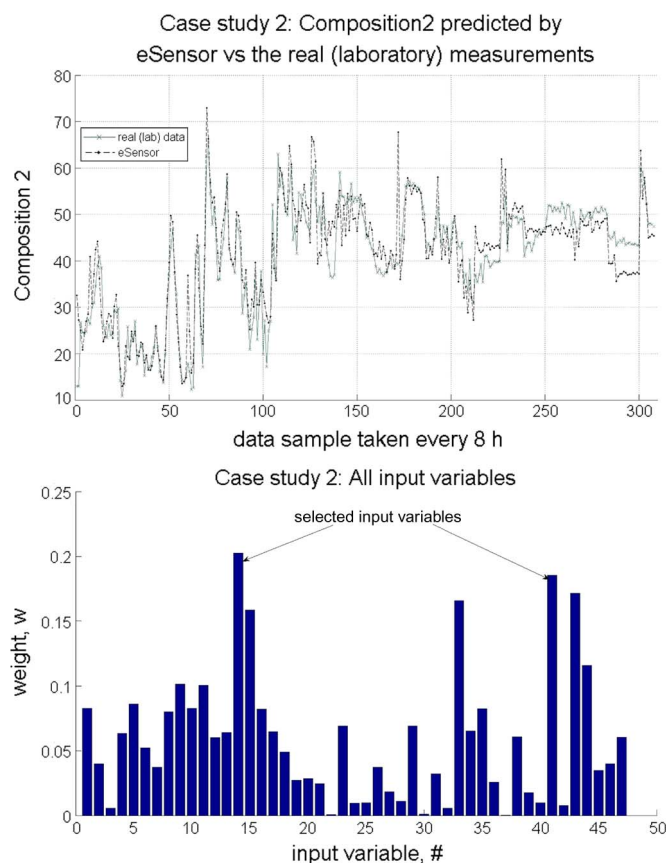 Case study 2: Composition2 predicted by
eSensor vs the real (laboratory) measurements
80
70
60
50
40
30
20
10
Composition 2
real (lab) data
eSensor
0 50 100 150 200 250 300
data sample taken every 8 h
Case study 2: All input variables
selected input variables
0.25
0.2
0.15
0.1
0.05
0
weight, w
0 5 10 15 20 25 30 35 40 45 50
input variable, #